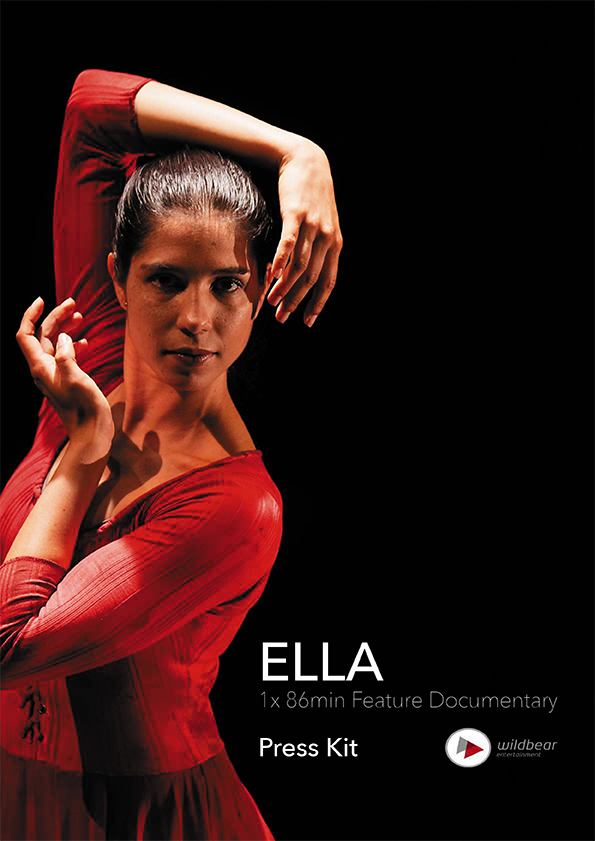 ELLA
1x 86min Feature Documentary
Press Kit
wildbear
entertainment